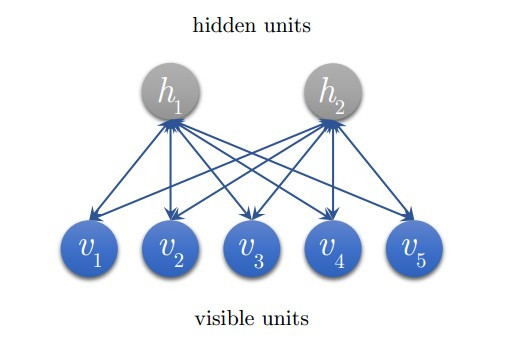 hidden units
h1 h2
v1 v2 v3 v4 v5
visible units